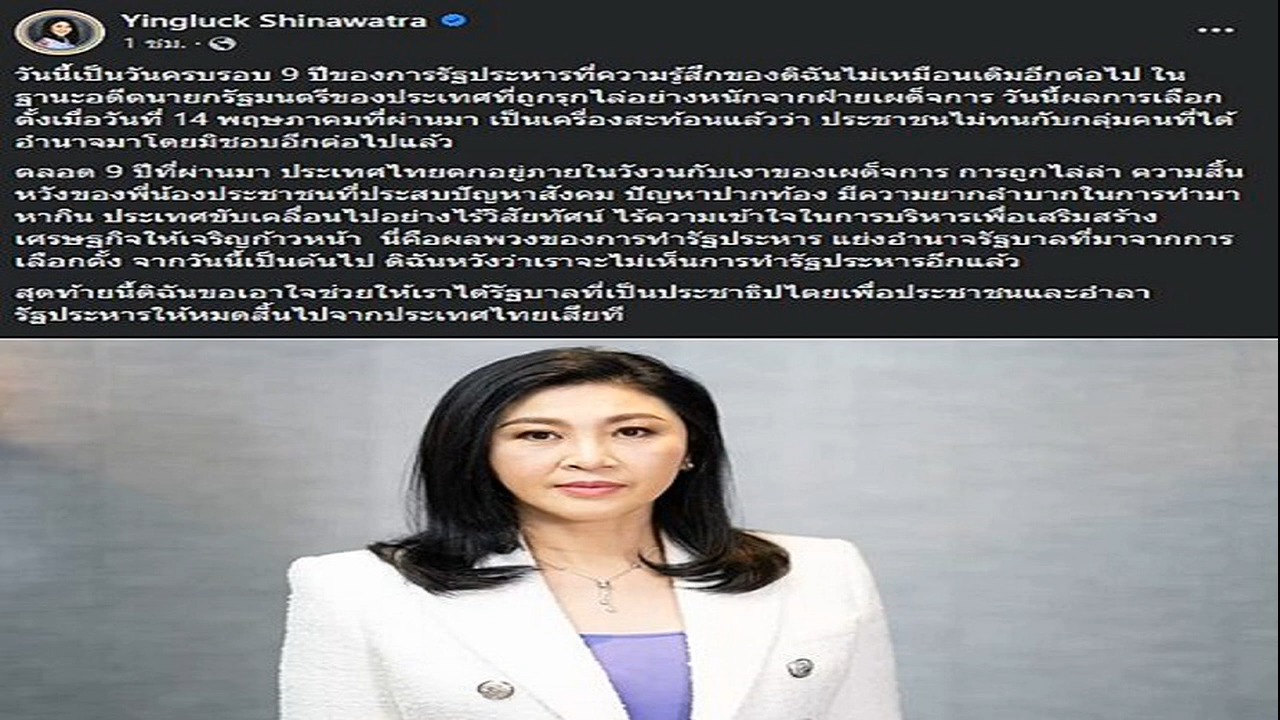 Yingluck Shinawatra
1 ชม. ·
วันนี้เป็นวันครบรอบ 9 ปีของการรัฐประหารที่ความรู้สึกของดิฉันไม่เหมือนเดิมอีกต่อไป ใน
ฐานะอดีตนายกรัฐมนตรีของประเทศที่ถูกรุกไล่อย่างหนักจากฝ่ายเผด็จการ วันนี้ผลการเลือก
ตั้งเมื่อวันที่ 14 พฤษภาคมที่ผ่านมา เป็นเครื่องสะท้อนแล้วว่า ประชาชนไม่ทนกับกลุ่มคนที่ได้
อำนาจมาโดยมิชอบอีกต่อไปแล้ว
ตลอด 9 ปีที่ผ่านมา ประเทศไทยตกอยู่ภายในวังวนกับเงาของเผด็จการ การถูกไล่ล่า ความสิ้น
หวังของพี่น้องประชาชนที่ประสบปัญหาสังคม ปัญหาปากท้อง มีความยากลำบากในการทำมา
หากิน ประเทศขับเคลื่อนไปอย่างไร้วิสัยทัศน์ ไร้ความเข้าใจในการบริหารเพื่อเสริมสร้าง
เศรษฐกิจให้เจริญก้าวหน้า นี่คือผลพวงของการทำรัฐประหาร แย่งอำนาจรัฐบาลที่มาจากการ
เลือกตั้ง จากวันนี้เป็นต้นไป ดิฉันหวังว่าเราจะไม่เห็นการทำรัฐประหารอีกแล้ว
สุดท้ายนี้ดิฉันขอเอาใจช่วยให้เราได้รัฐบาลที่เป็นประชาธิปไตยเพื่อประชาชนและอำลา
รัฐประหารให้หมดสิ้นไปจากประเทศไทยเสียที